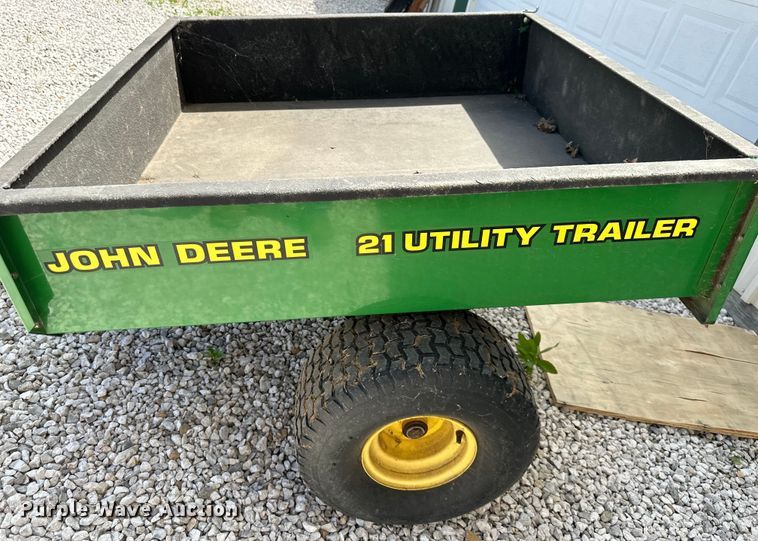 JOHN DEERE 21 UTILITY TRAILER
Purple Wave Auction